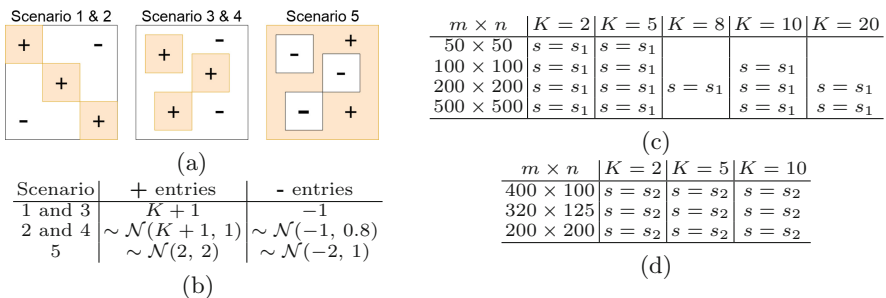 Scenario 1 & 2 Scenario 3 & 4 Scenario 5
+ -
+
- +
+ -
+
+ -
- +
-
- +
(a)
Scenario + entries - entries
1 and 3 K + 1 −1
2 and 4 ∼ N(K + 1, 1) ∼ N(−1, 0.8)
5 ∼ N(2, 2) ∼ N(−2, 1)
(b)
m × n K = 2 K = 5 K = 8 K = 10 K = 20
50 × 50 s = s₁ s = s₁
100 × 100 s = s₁ s = s₁ s = s₁
200 × 200 s = s₁ s = s₁ s = s₁ s = s₁ s = s₁
500 × 500 s = s₁ s = s₁ s = s₁ s = s₁
(c)
m × n K = 2 K = 5 K = 10
400 × 100 s = s₂ s = s₂ s = s₂
320 × 125 s = s₂ s = s₂ s = s₂
200 × 200 s = s₂ s = s₂ s = s₂
(d)